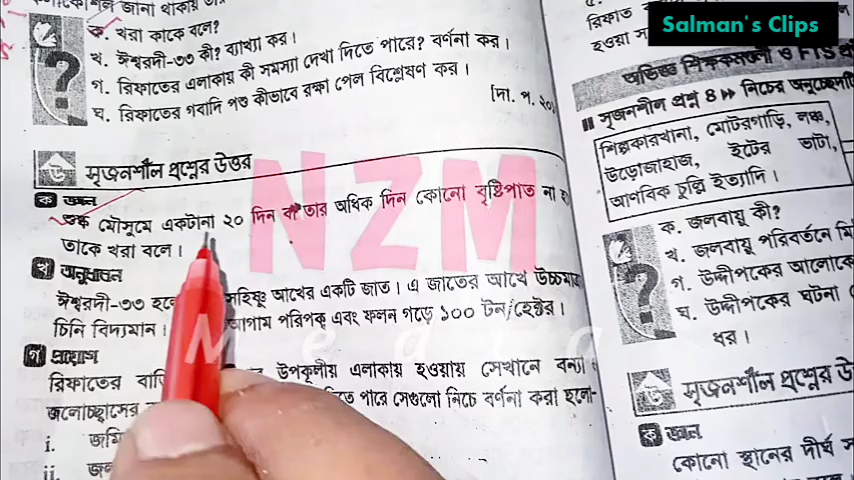 Salman's Clips
ক. খরা কাকে বলে?
খ. ঈশ্বরদী-৩৩ কী? ব্যাখ্যা কর।
গ. রিফাতের এলাকায় কী সমস্যা দেখা দিতে পারে? বর্ণনা কর।
ঘ. রিফাতের গবাদি পশু কীভাবে রক্ষা পেল বিশ্লেষণ কর।
[দা. প. ২০
সৃজনশীল প্রশ্নের উত্তর
ক জ্ঞান
শুষ্ক মৌসুমে একটানা ২০ দিন বা তার অধিক দিন কোনো বৃষ্টিপাত না
তাকে খরা বলে।
খ অনুধাবন
ঈশ্বরদী-৩৩ আখের একটি জাত। এ জাতের আখে উচ্চমাত্রা
চিনি বিদ্যমান। আগাম পরিপক্ব এবং ফলন গড়ে ১০০ টন/হেক্টর।
গ প্রয়োগ
রিফাতের উপকূলীয় এলাকায় হওয়ায় সেখানে বন্যা
জলোচ্ছ্বাসের পারে সেগুলো নিচে বর্ণনা করা হলো-
i.
ii.
NZM
Media
রিফাত
হওয়া
অভিজ্ঞ শিক্ষকমণ্ডলী ও
সৃজনশীল প্রশ্ন ৪ নিচের
শিল্পকারখানা, মোটরগাড়ি, লঞ্চ,
উড়োজাহাজ, ইটের ভাটা,
আণবিক চুল্লি ইত্যাদি।
ক. জলবায়ু কী?
খ. জলবায়ু পরিবর্তনে
গ. উদ্দীপকের আলোকে
ঘ. উদ্দীপকের ঘটনা
ধর।
সৃজনশীল প্রশ্নের
ক জ্ঞান
কোনো স্থানের দীর্ঘ